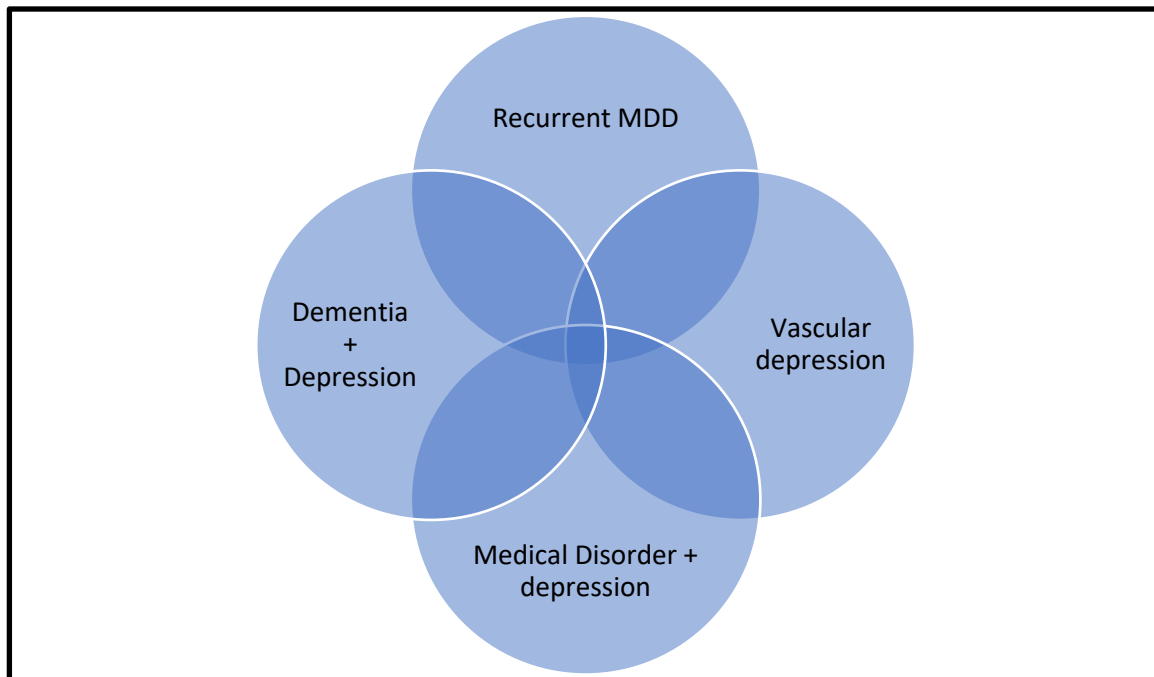 Recurrent MDD
Dementia
+
Depression
Vascular
depression
Medical Disorder +
depression